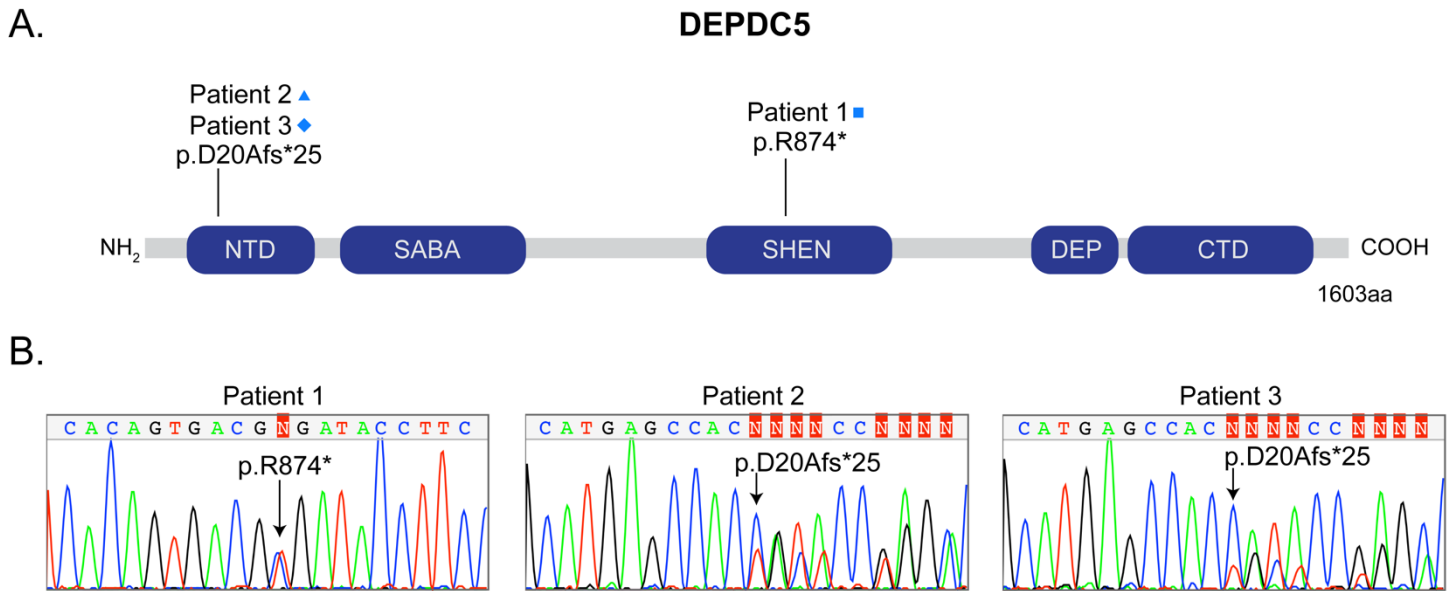 A.
DEPDC5
Patient 2
Patient 3
p.D20Afs*25
Patient 1
p.R874*
NH2
NTD
SABA
SHEN
DEP
CTD
COOH
1603aa
B.
Patient 1
CACAGTGACGNGATACCTTC
p.R874*
Patient 2
CATGAGCCACNNNNCCNNNN
p.D20Afs*25
Patient 3
CATGAGCCACNNNNCCNNNN
p.D20Afs*25